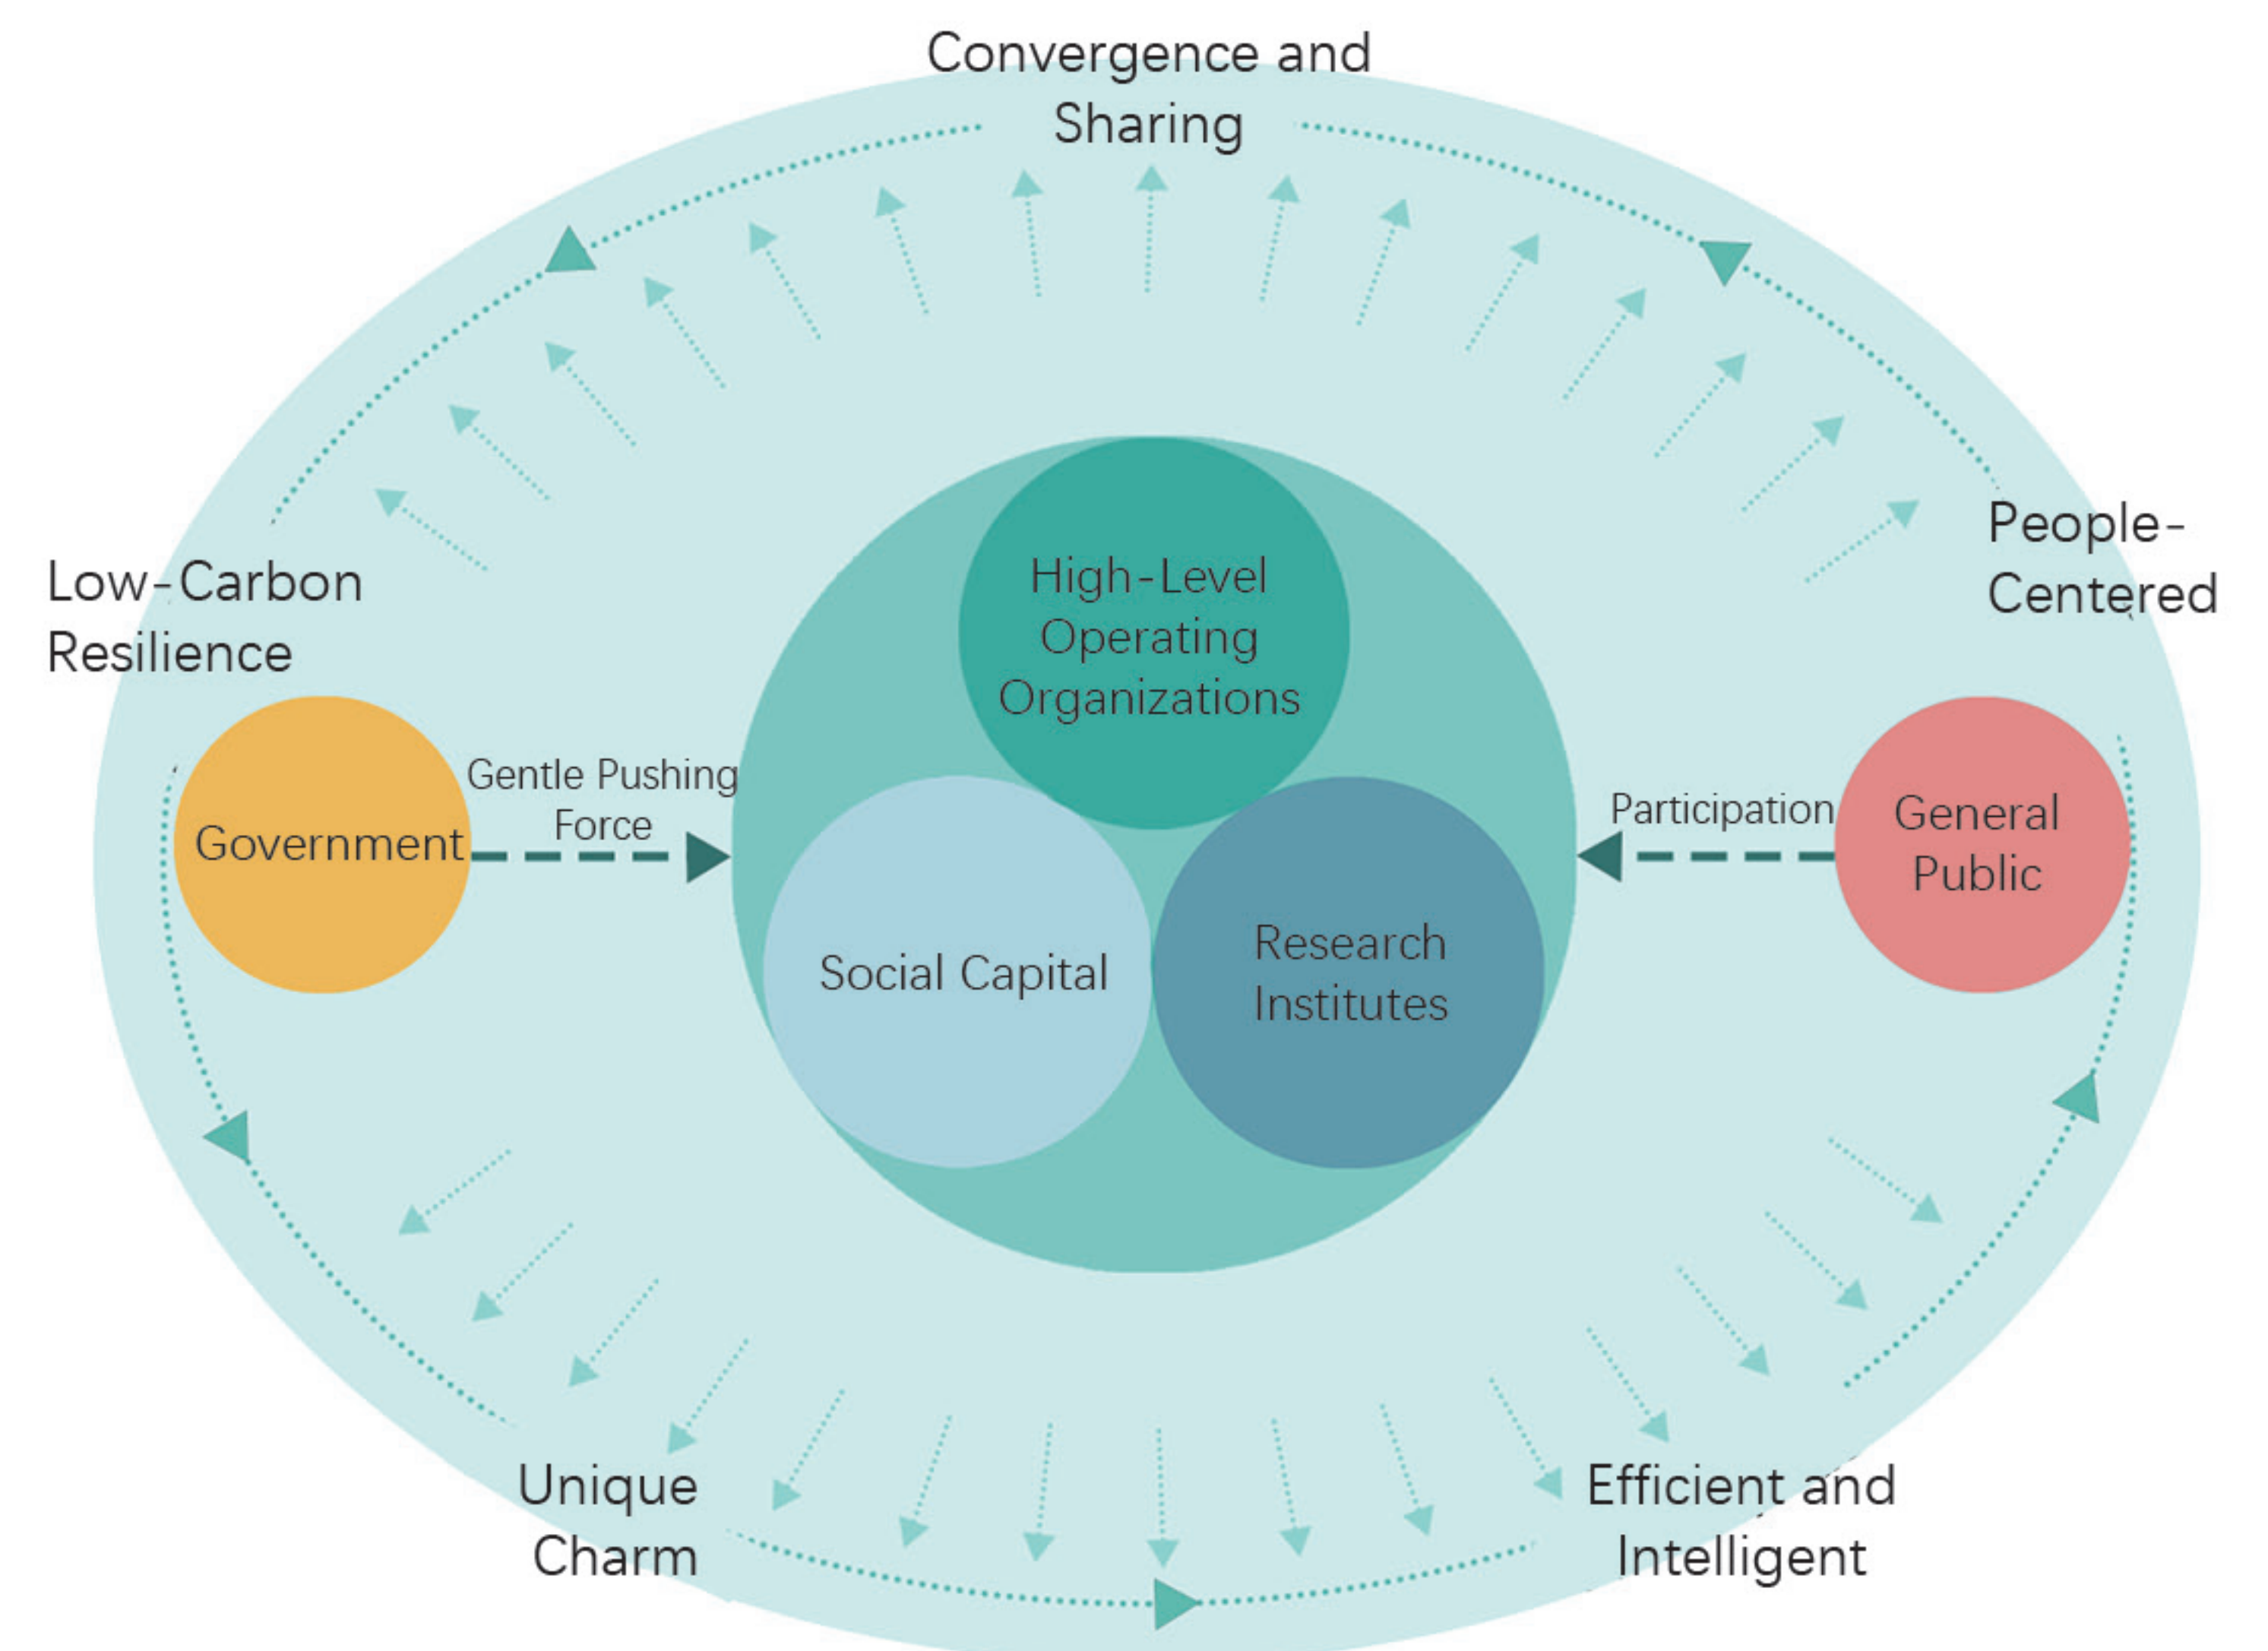 Convergence and
Sharing
Low-Carbon
Resilience
People-
Centered
High-Level
Operating
Organizations
Government
Gentle Pushing
Force
Participation
General
Public
Social Capital
Research
Institutes
Unique
Charm
Efficient and
Intelligent